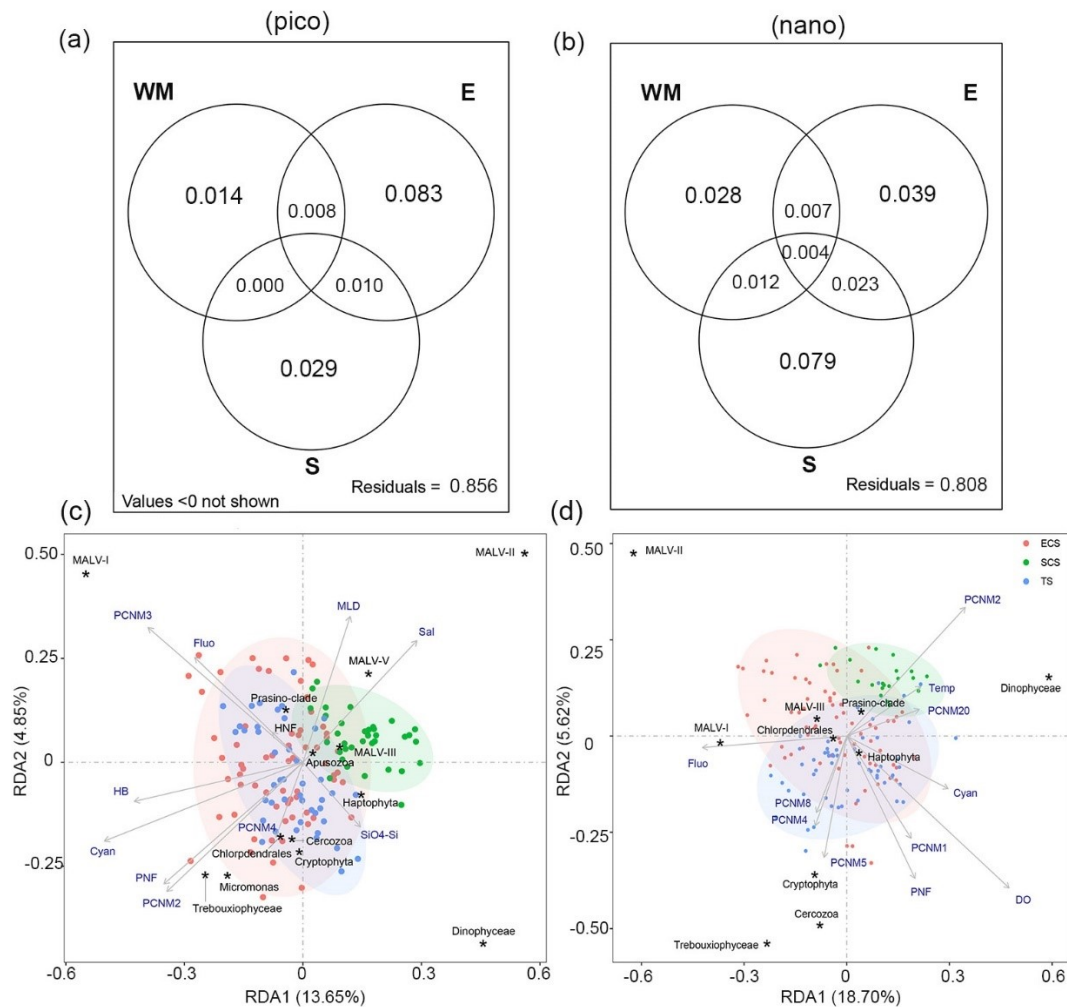 (pico)
(nano)
(a)
WM
E
0.014
0.083
0.008
0.000
0.010
0.029
S
Values <0 not shown
Residuals = 0.856
(b)
WM
E
0.028
0.039
0.007
0.004
0.012
0.023
0.079
S
Residuals = 0.808
(c)
0.50
0.25
0
-0.25
RDA2 (4.85%)
MALV-I
MALV-II
PCNM3
MLD
Fluo
Sal
MALV-V
Prasino-clade
HNF
MALV-III
Apusozoa
Haptophyta
HB
PCNM4
SiO4-Si
Cyan
Cercozoa
Chlorpdendrales
Cryptophyta
PNF
PCNM2
Micromonas
Trebouxiophyceae
Dinophyceae
-0.6
-0.3
0
0.3
0.6
RDA1 (13.65%)
(d)
0.50
0.25
0
-0.25
-0.50
RDA2 (5.62%)
ECS
SCS
TS
MALV-II
PCNM2
Temp
Dinophyceae
Prasino-clade
PCNM20
MALV-III
MALV-I
Chlorpdendrales
Haptophyta
Fluo
Cyan
PCNM8
PCNM4
PCNM1
PCNM5
PNF
DO
Cryptophyta
Cercozoa
Trebouxiophyceae
-0.6
-0.3
0
0.3
0.6
RDA1 (18.70%)